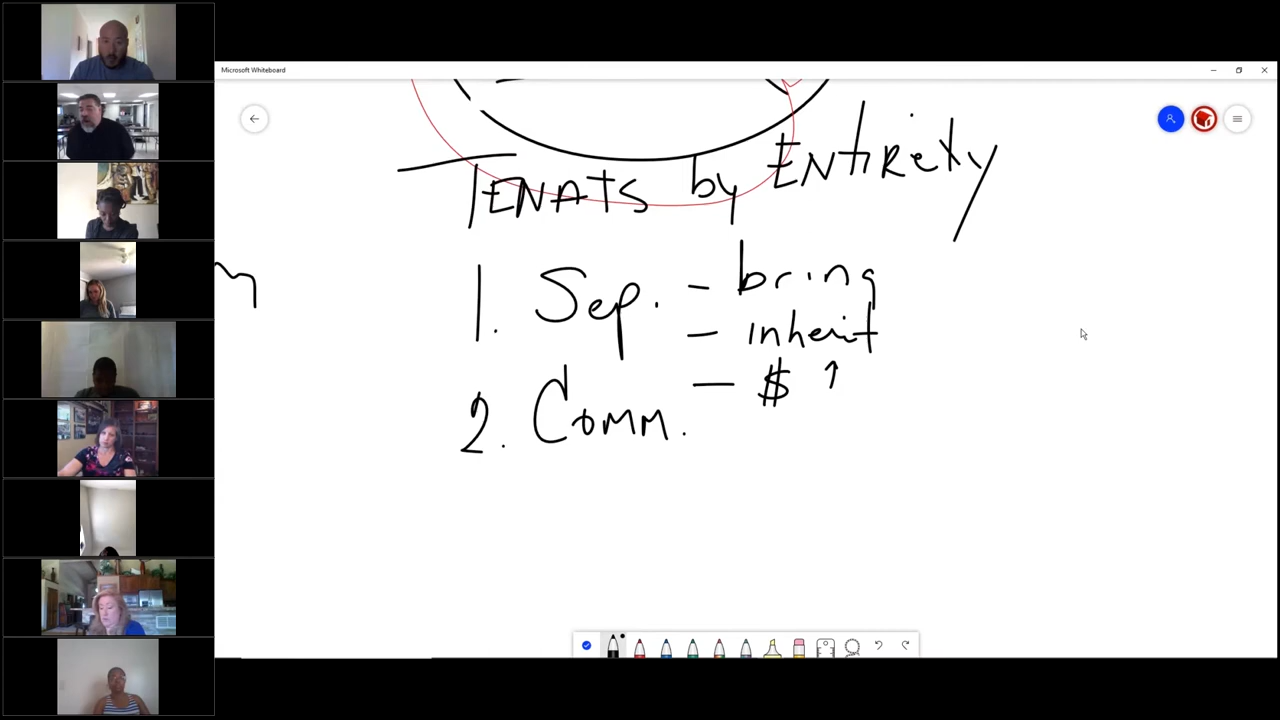 Microsoft Whiteboard
TENATS by ENtiRety
1. Sep. - bring
- inherit
- $ ↑
2. Comm.